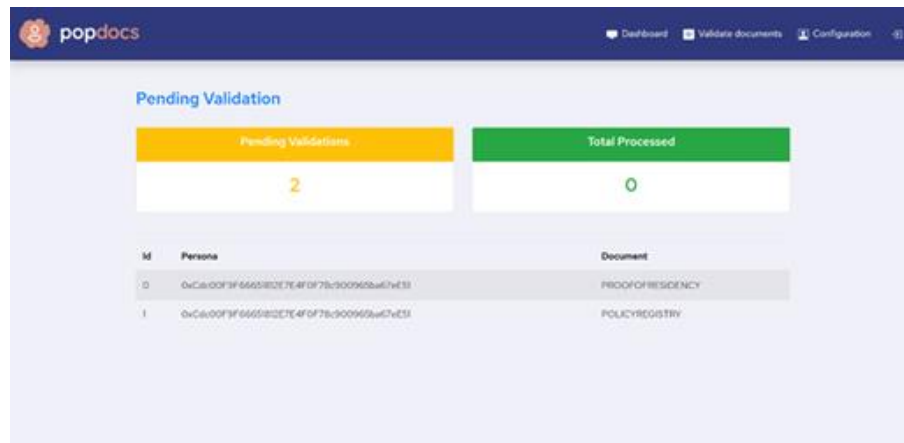 popdocs
Dashboard Validate documents Configuration
Pending Validation
Pending Validations Total Processed
2 0
Id Persona Document
0 PROOFOFRESIDENCY
1 POLICYREGISTRY